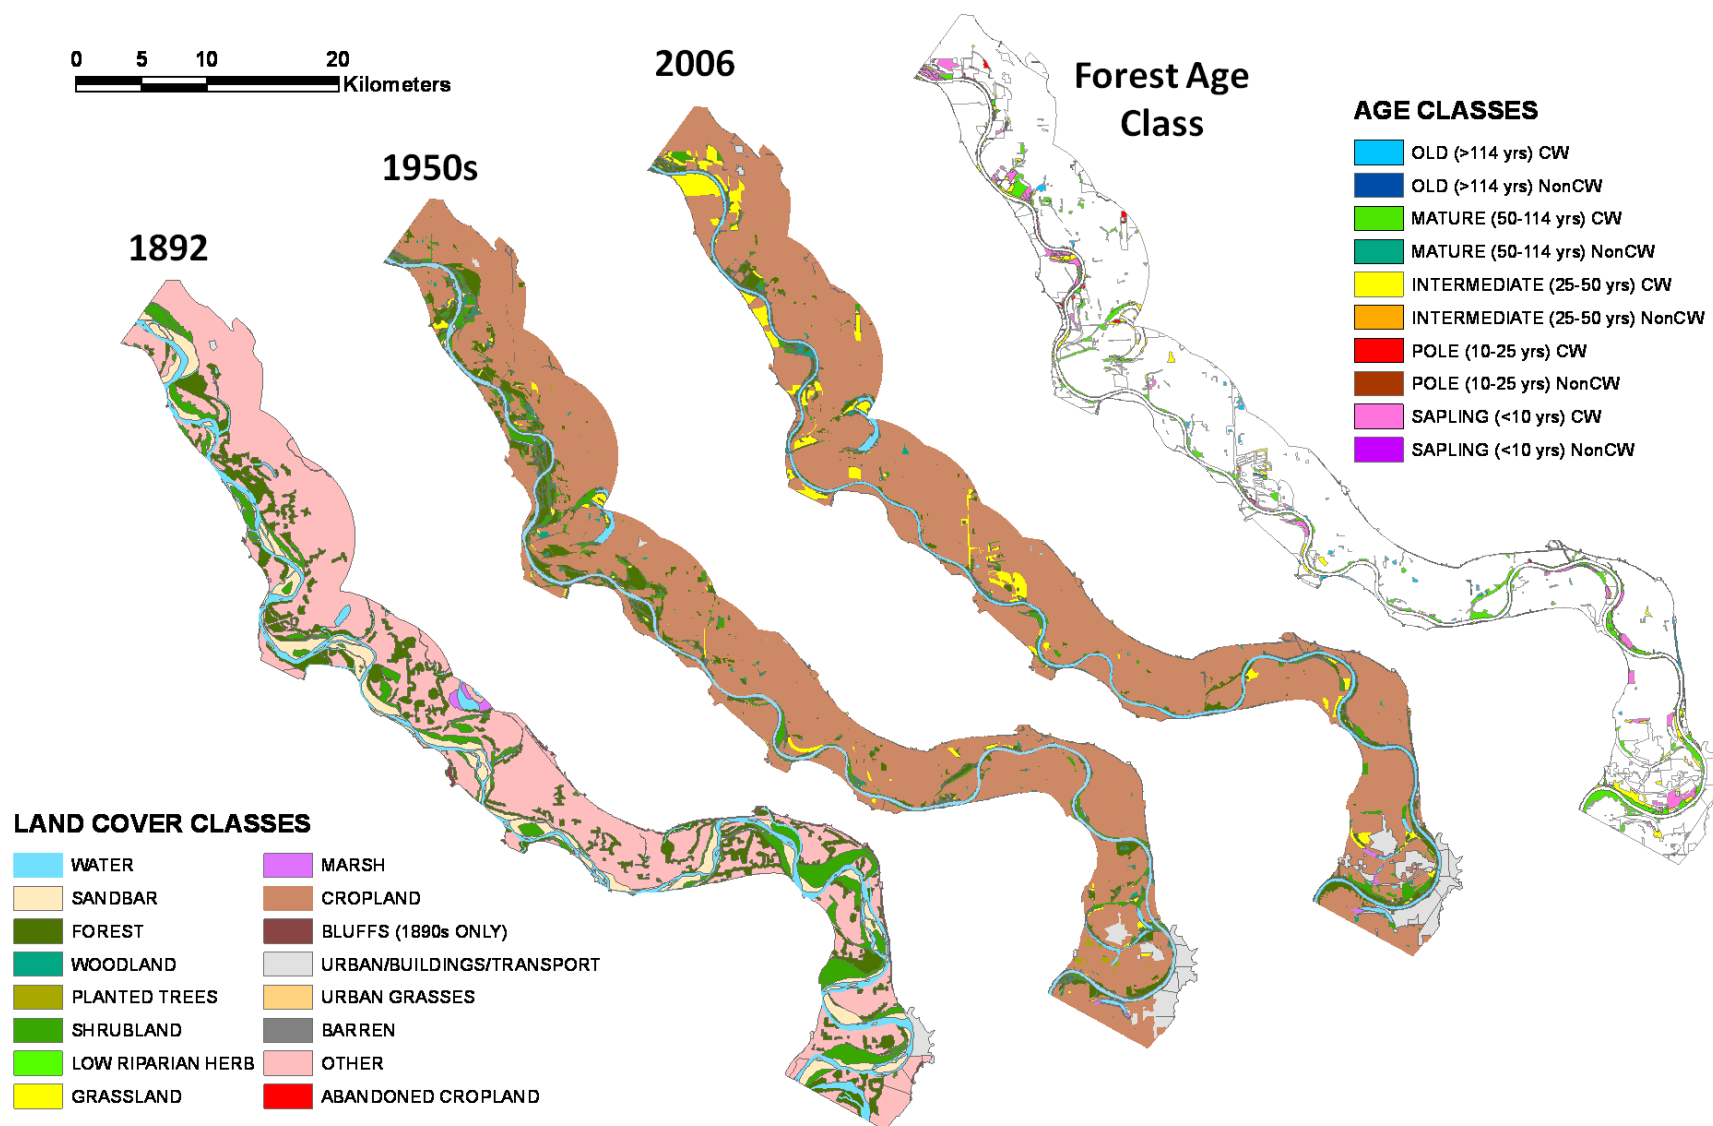 0 5 10 20
Kilometers
1892
1950s
2006
Forest Age
Class
AGE CLASSES
OLD (>114 yrs) CW
OLD (>114 yrs) NonCW
MATURE (50-114 yrs) CW
MATURE (50-114 yrs) NonCW
INTERMEDIATE (25-50 yrs) CW
INTERMEDIATE (25-50 yrs) NonCW
POLE (10-25 yrs) CW
POLE (10-25 yrs) NonCW
SAPLING (<10 yrs) CW
SAPLING (<10 yrs) NonCW
LAND COVER CLASSES
WATER
SANDBAR
FOREST
WOODLAND
PLANTED TREES
SHRUBLAND
LOW RIPARIAN HERB
GRASSLAND
MARSH
CROPLAND
BLUFFS (1890s ONLY)
URBAN/BUILDINGS/TRANSPORT
URBAN GRASSES
BARREN
OTHER
ABANDONED CROPLAND